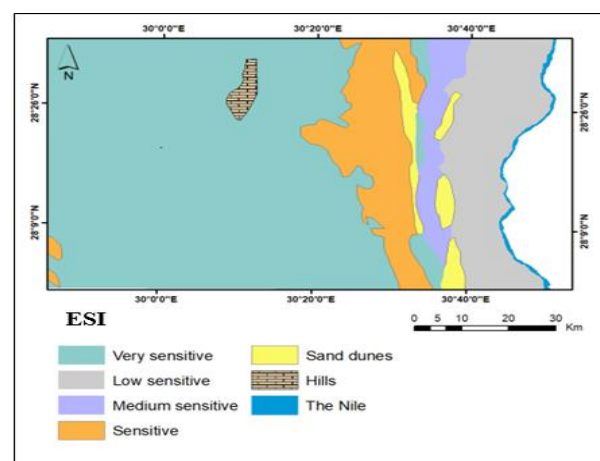 30°0'0"E 30°20'0"E 30°40'0"E
N
28°26'0"N 28°26'0"N
28°9'0"N 28°9'0"N
30°0'0"E 30°20'0"E 30°40'0"E
ESI
0 5 10 20 30
Km
Very sensitive Sand dunes
Low sensitive Hills
Medium sensitive The Nile
Sensitive